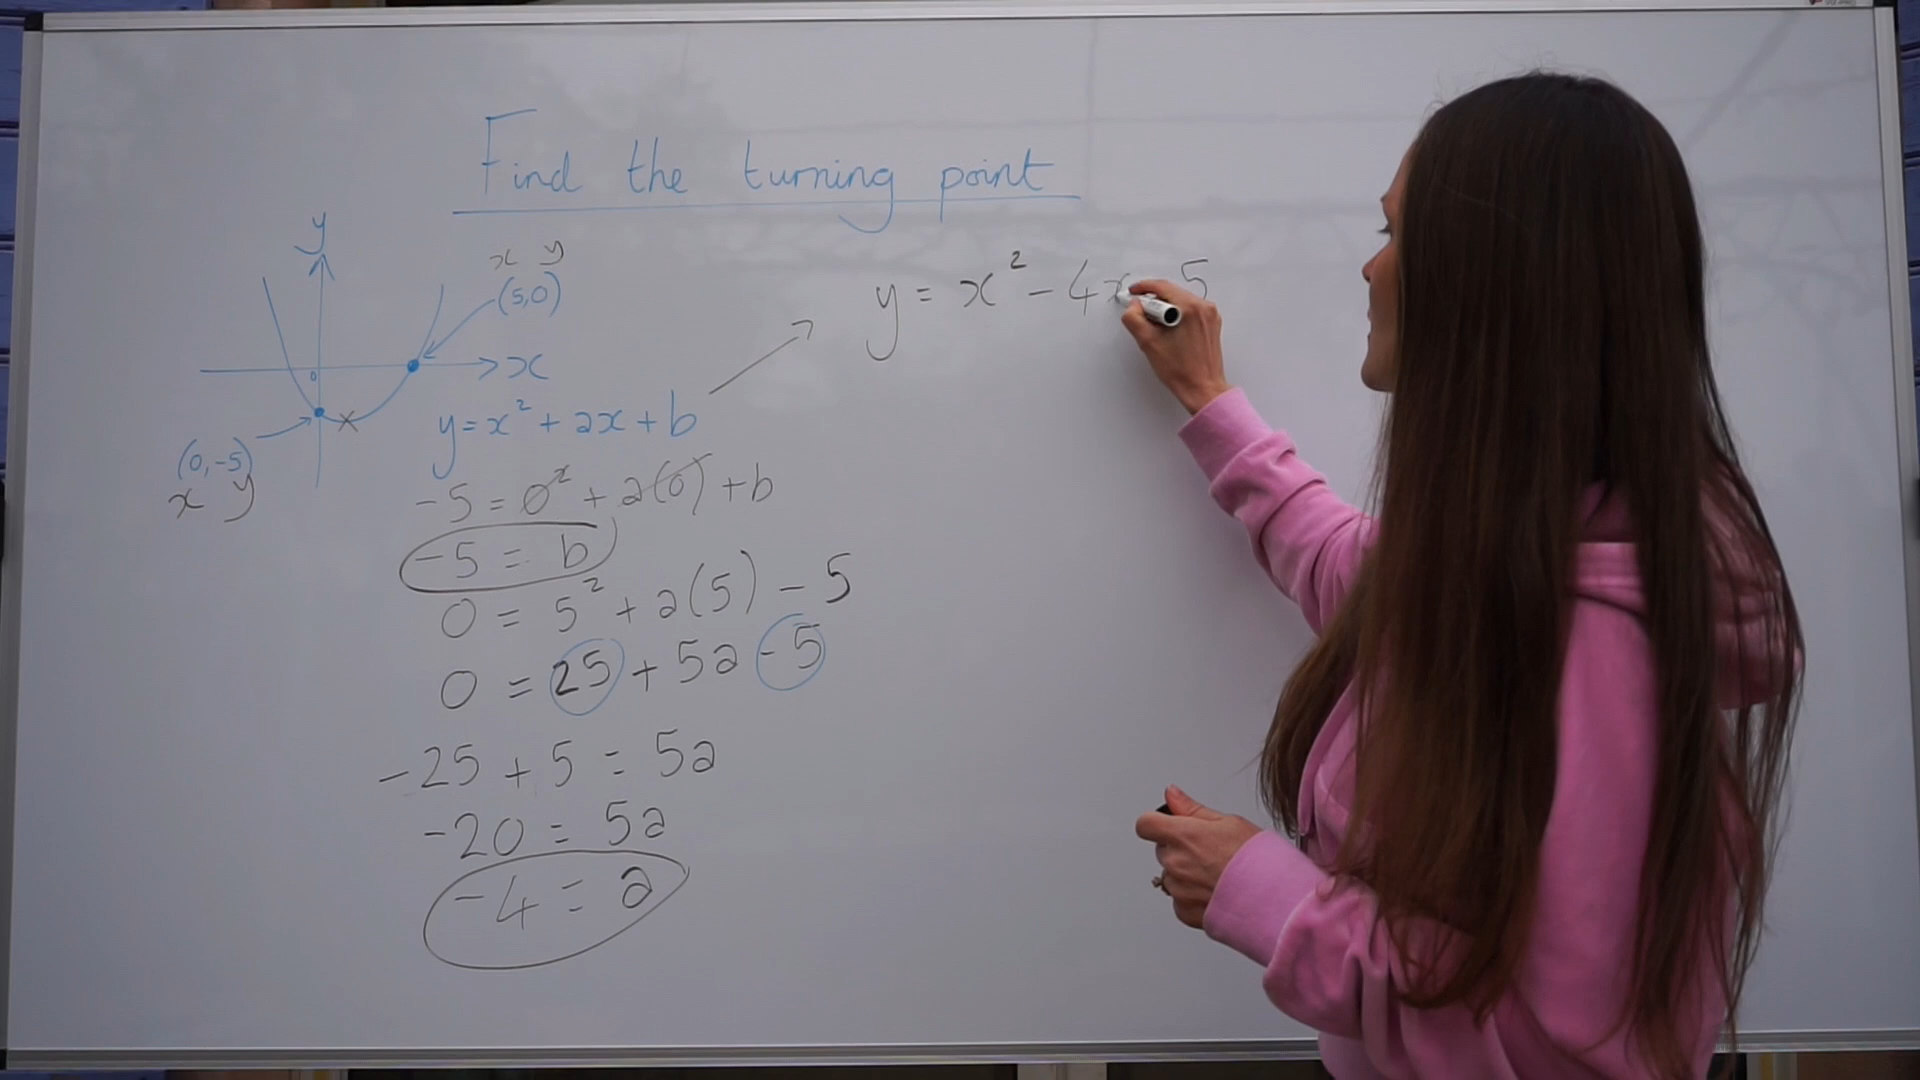 Find the turning point
y
x y
(5,0)
0
x
(0,-5)
x y
y=x²+ax+b
-5=0²+a(0)+b
-5=b
0=5²+a(5)-5
0=25+5a-5
-25+5=5a
-20=5a
-4=a
y=x²-4x 5